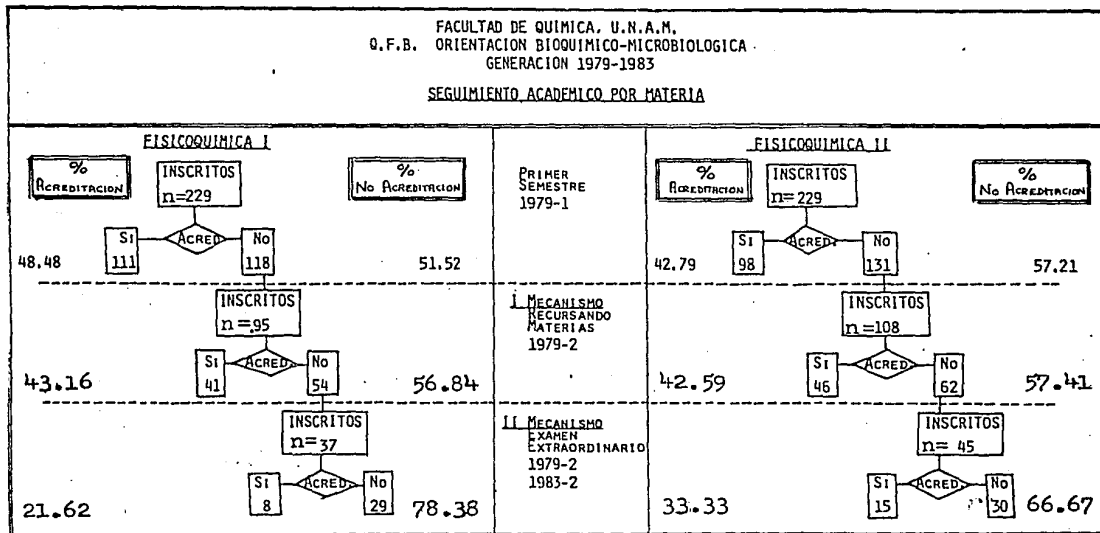 FACULTAD DE QUIMICA. U.N.A.M.
Q.F.B. ORIENTACION BIOQUIMICO-MICROBIOLOGICA
GENERACION 1979-1983
SEGUIMIENTO ACADEMICO POR MATERIA
FISICOQUIMICA I
% ACREDITACION
INSCRITOS
n=229
% NO ACREDITACION
ACRED
SI
111
NO
118
48.48
51.52
INSCRITOS
n=95
ACRED
SI
41
NO
54
43.16
56.84
INSCRITOS
n=37
ACRED
SI
8
NO
29
21.62
78.38
PRIMER
SEMESTRE
1979-1
I MECANISMO
RECURSANDO
MATERIAS
1979-2
II MECANISMO
EXAMEN
EXTRAORDINARIO
1979-2
1983-2
FISICOQUIMICA II
% ACREDITACION
INSCRITOS
n=229
% NO ACREDITACION
ACRED.
SI
98
NO
131
42.79
57.21
INSCRITOS
n=108
ACRED.
SI
46
NO
62
42.59
57.41
INSCRITOS
n= 45
ACRED.
SI
15
NO
30
33.33
66.67